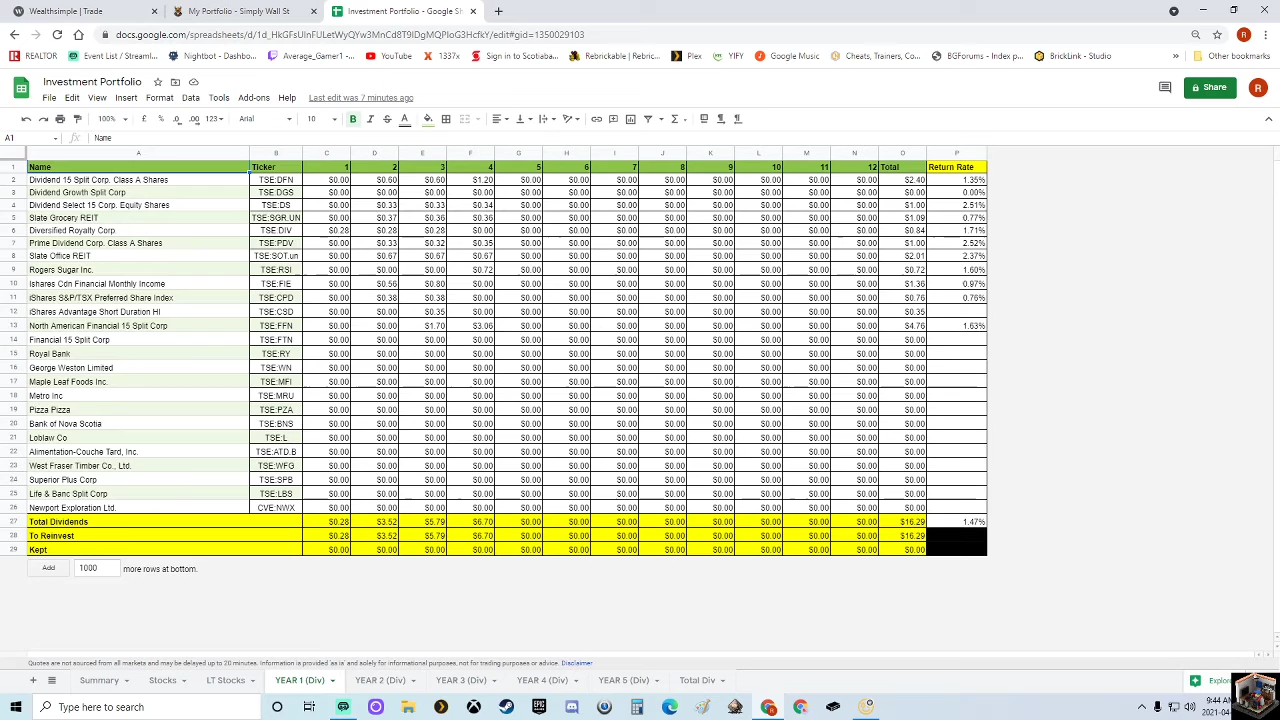 Wealthsimple | Trade
My Portfolio - Simply Wall St
Investment Portfolio - Google Sh
docs.google.com/spreadsheets/d/1d_HkGFsUInFULetWyQYw3MnCd8T9IDgMQPIoG3HcfkY/edit#gid=1350029103
REALTOR Event List / Streaml... Nightbot - Dashbo... Average_Gamer1 -... YouTube 1337x Sign in to Scotiaba... Rebrickable | Rebric... Plex YIFY Google Music Cheats, Trainers, C... BGForums - Index p... BrickLink - Studio Other bookmarks
Investment Portfolio
File Edit View Insert Format Data Tools Add-ons Help Last edit was 7 minutes ago
Share
100% £ % .0 .00 123 Arial 10 B I S A
A1 fx Name
A B C D E F G H I J K L M N O P
1 Name Ticker 1 2 3 4 5 6 7 8 9 10 11 12 Total Return Rate
2 Dividend 15 Split Corp. Class A Shares TSE:DFN $0.00 $0.60 $0.60 $1.20 $0.00 $0.00 $0.00 $0.00 $0.00 $0.00 $0.00 $0.00 $2.40 1.35%
3 Dividend Growth Split Corp TSE:DGS $0.00 $0.00 $0.00 $0.00 $0.00 $0.00 $0.00 $0.00 $0.00 $0.00 $0.00 $0.00 $0.00 0.00%
4 Dividend Select 15 Corp. Equity Shares TSE:DS $0.00 $0.33 $0.33 $0.34 $0.00 $0.00 $0.00 $0.00 $0.00 $0.00 $0.00 $0.00 $1.00 2.51%
5 Slate Grocery REIT TSE:SGR.UN $0.00 $0.37 $0.36 $0.36 $0.00 $0.00 $0.00 $0.00 $0.00 $0.00 $0.00 $0.00 $1.09 0.77%
6 Diversified Royalty Corp TSE:DIV $0.28 $0.28 $0.28 $0.00 $0.00 $0.00 $0.00 $0.00 $0.00 $0.00 $0.00 $0.00 $0.84 1.71%
7 Prime Dividend Corp. Class A Shares TSE:PDV $0.00 $0.33 $0.32 $0.35 $0.00 $0.00 $0.00 $0.00 $0.00 $0.00 $0.00 $0.00 $1.00 2.52%
8 Slate Office REIT TSE:SOT.un $0.00 $0.67 $0.67 $0.67 $0.00 $0.00 $0.00 $0.00 $0.00 $0.00 $0.00 $0.00 $2.01 2.37%
9 Rogers Sugar Inc. TSE:RSI $0.00 $0.00 $0.00 $0.72 $0.00 $0.00 $0.00 $0.00 $0.00 $0.00 $0.00 $0.00 $0.72 1.60%
10 Ishares Cdn Financial Monthly Income TSE:FIE $0.00 $0.56 $0.80 $0.00 $0.00 $0.00 $0.00 $0.00 $0.00 $0.00 $0.00 $0.00 $1.36 0.97%
11 iShares S&P/TSX Preferred Share Index TSE:CPD $0.00 $0.38 $0.38 $0.00 $0.00 $0.00 $0.00 $0.00 $0.00 $0.00 $0.00 $0.00 $0.76 0.76%
12 iShares Advantage Short Duration HI TSE:CSD $0.00 $0.00 $0.35 $0.00 $0.00 $0.00 $0.00 $0.00 $0.00 $0.00 $0.00 $0.00 $0.35
13 North American Financial 15 Split Corp TSE:FFN $0.00 $0.00 $1.70 $3.06 $0.00 $0.00 $0.00 $0.00 $0.00 $0.00 $0.00 $0.00 $4.76 1.63%
14 Financial 15 Split Corp TSE:FTN $0.00 $0.00 $0.00 $0.00 $0.00 $0.00 $0.00 $0.00 $0.00 $0.00 $0.00 $0.00 $0.00
15 Royal Bank TSE:RY $0.00 $0.00 $0.00 $0.00 $0.00 $0.00 $0.00 $0.00 $0.00 $0.00 $0.00 $0.00 $0.00
16 George Weston Limited TSE:WN $0.00 $0.00 $0.00 $0.00 $0.00 $0.00 $0.00 $0.00 $0.00 $0.00 $0.00 $0.00 $0.00
17 Maple Leaf Foods Inc. TSE:MFI $0.00 $0.00 $0.00 $0.00 $0.00 $0.00 $0.00 $0.00 $0.00 $0.00 $0.00 $0.00 $0.00
18 Metro Inc TSE:MRU $0.00 $0.00 $0.00 $0.00 $0.00 $0.00 $0.00 $0.00 $0.00 $0.00 $0.00 $0.00 $0.00
19 Pizza Pizza TSE:PZA $0.00 $0.00 $0.00 $0.00 $0.00 $0.00 $0.00 $0.00 $0.00 $0.00 $0.00 $0.00 $0.00
20 Bank of Nova Scotia TSE:BNS $0.00 $0.00 $0.00 $0.00 $0.00 $0.00 $0.00 $0.00 $0.00 $0.00 $0.00 $0.00 $0.00
21 Loblaw Co TSE:L $0.00 $0.00 $0.00 $0.00 $0.00 $0.00 $0.00 $0.00 $0.00 $0.00 $0.00 $0.00 $0.00
22 Alimentation-Couche Tard, Inc. TSE:ATD.B $0.00 $0.00 $0.00 $0.00 $0.00 $0.00 $0.00 $0.00 $0.00 $0.00 $0.00 $0.00 $0.00
23 West Fraser Timber Co., Ltd. TSE:WFG $0.00 $0.00 $0.00 $0.00 $0.00 $0.00 $0.00 $0.00 $0.00 $0.00 $0.00 $0.00 $0.00
24 Superior Plus Corp TSE:SPB $0.00 $0.00 $0.00 $0.00 $0.00 $0.00 $0.00 $0.00 $0.00 $0.00 $0.00 $0.00 $0.00
25 Life & Banc Split Corp TSE:LBS $0.00 $0.00 $0.00 $0.00 $0.00 $0.00 $0.00 $0.00 $0.00 $0.00 $0.00 $0.00 $0.00
26 Newport Exploration Ltd. CVE:NWX $0.00 $0.00 $0.00 $0.00 $0.00 $0.00 $0.00 $0.00 $0.00 $0.00 $0.00 $0.00 $0.00
27 Total Dividends $0.28 $3.52 $5.79 $6.70 $0.00 $0.00 $0.00 $0.00 $0.00 $0.00 $0.00 $0.00 $16.29 1.47%
28 To Reinvest $0.28 $3.52 $5.79 $6.70 $0.00 $0.00 $0.00 $0.00 $0.00 $0.00 $0.00 $0.00 $16.29
29 Kept $0.00 $0.00 $0.00 $0.00 $0.00 $0.00 $0.00 $0.00 $0.00 $0.00 $0.00 $0.00 $0.00
Add 1000 more rows at bottom.
Quotes are not sourced from all markets and may be delayed up to 20 minutes. Information is provided 'as is' and solely for informational purposes, not for trading purposes or advice. Disclaimer
Summary Stocks LT Stocks YEAR 1 (Div) YEAR 2 (Div) YEAR 3 (Div) YEAR 4 (Div) YEAR 5 (Div) Total Div Explore
Type here to search 9:44 AM